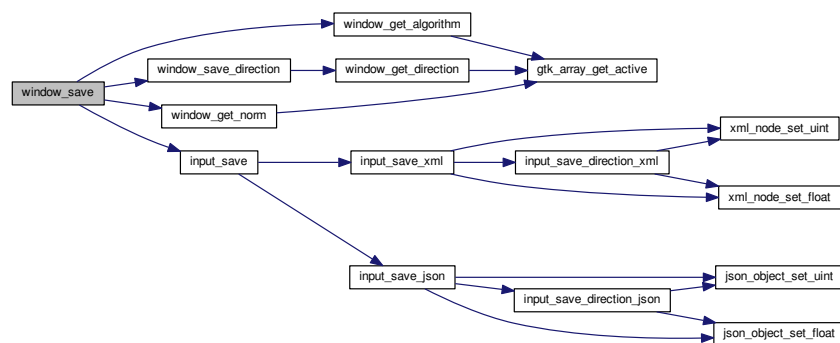 window_save
window_get_algorithm
window_save_direction
window_get_direction
gtk_array_get_active
window_get_norm
input_save
input_save_xml
input_save_direction_xml
xml_node_set_uint
xml_node_set_float
input_save_json
input_save_direction_json
json_object_set_uint
json_object_set_float